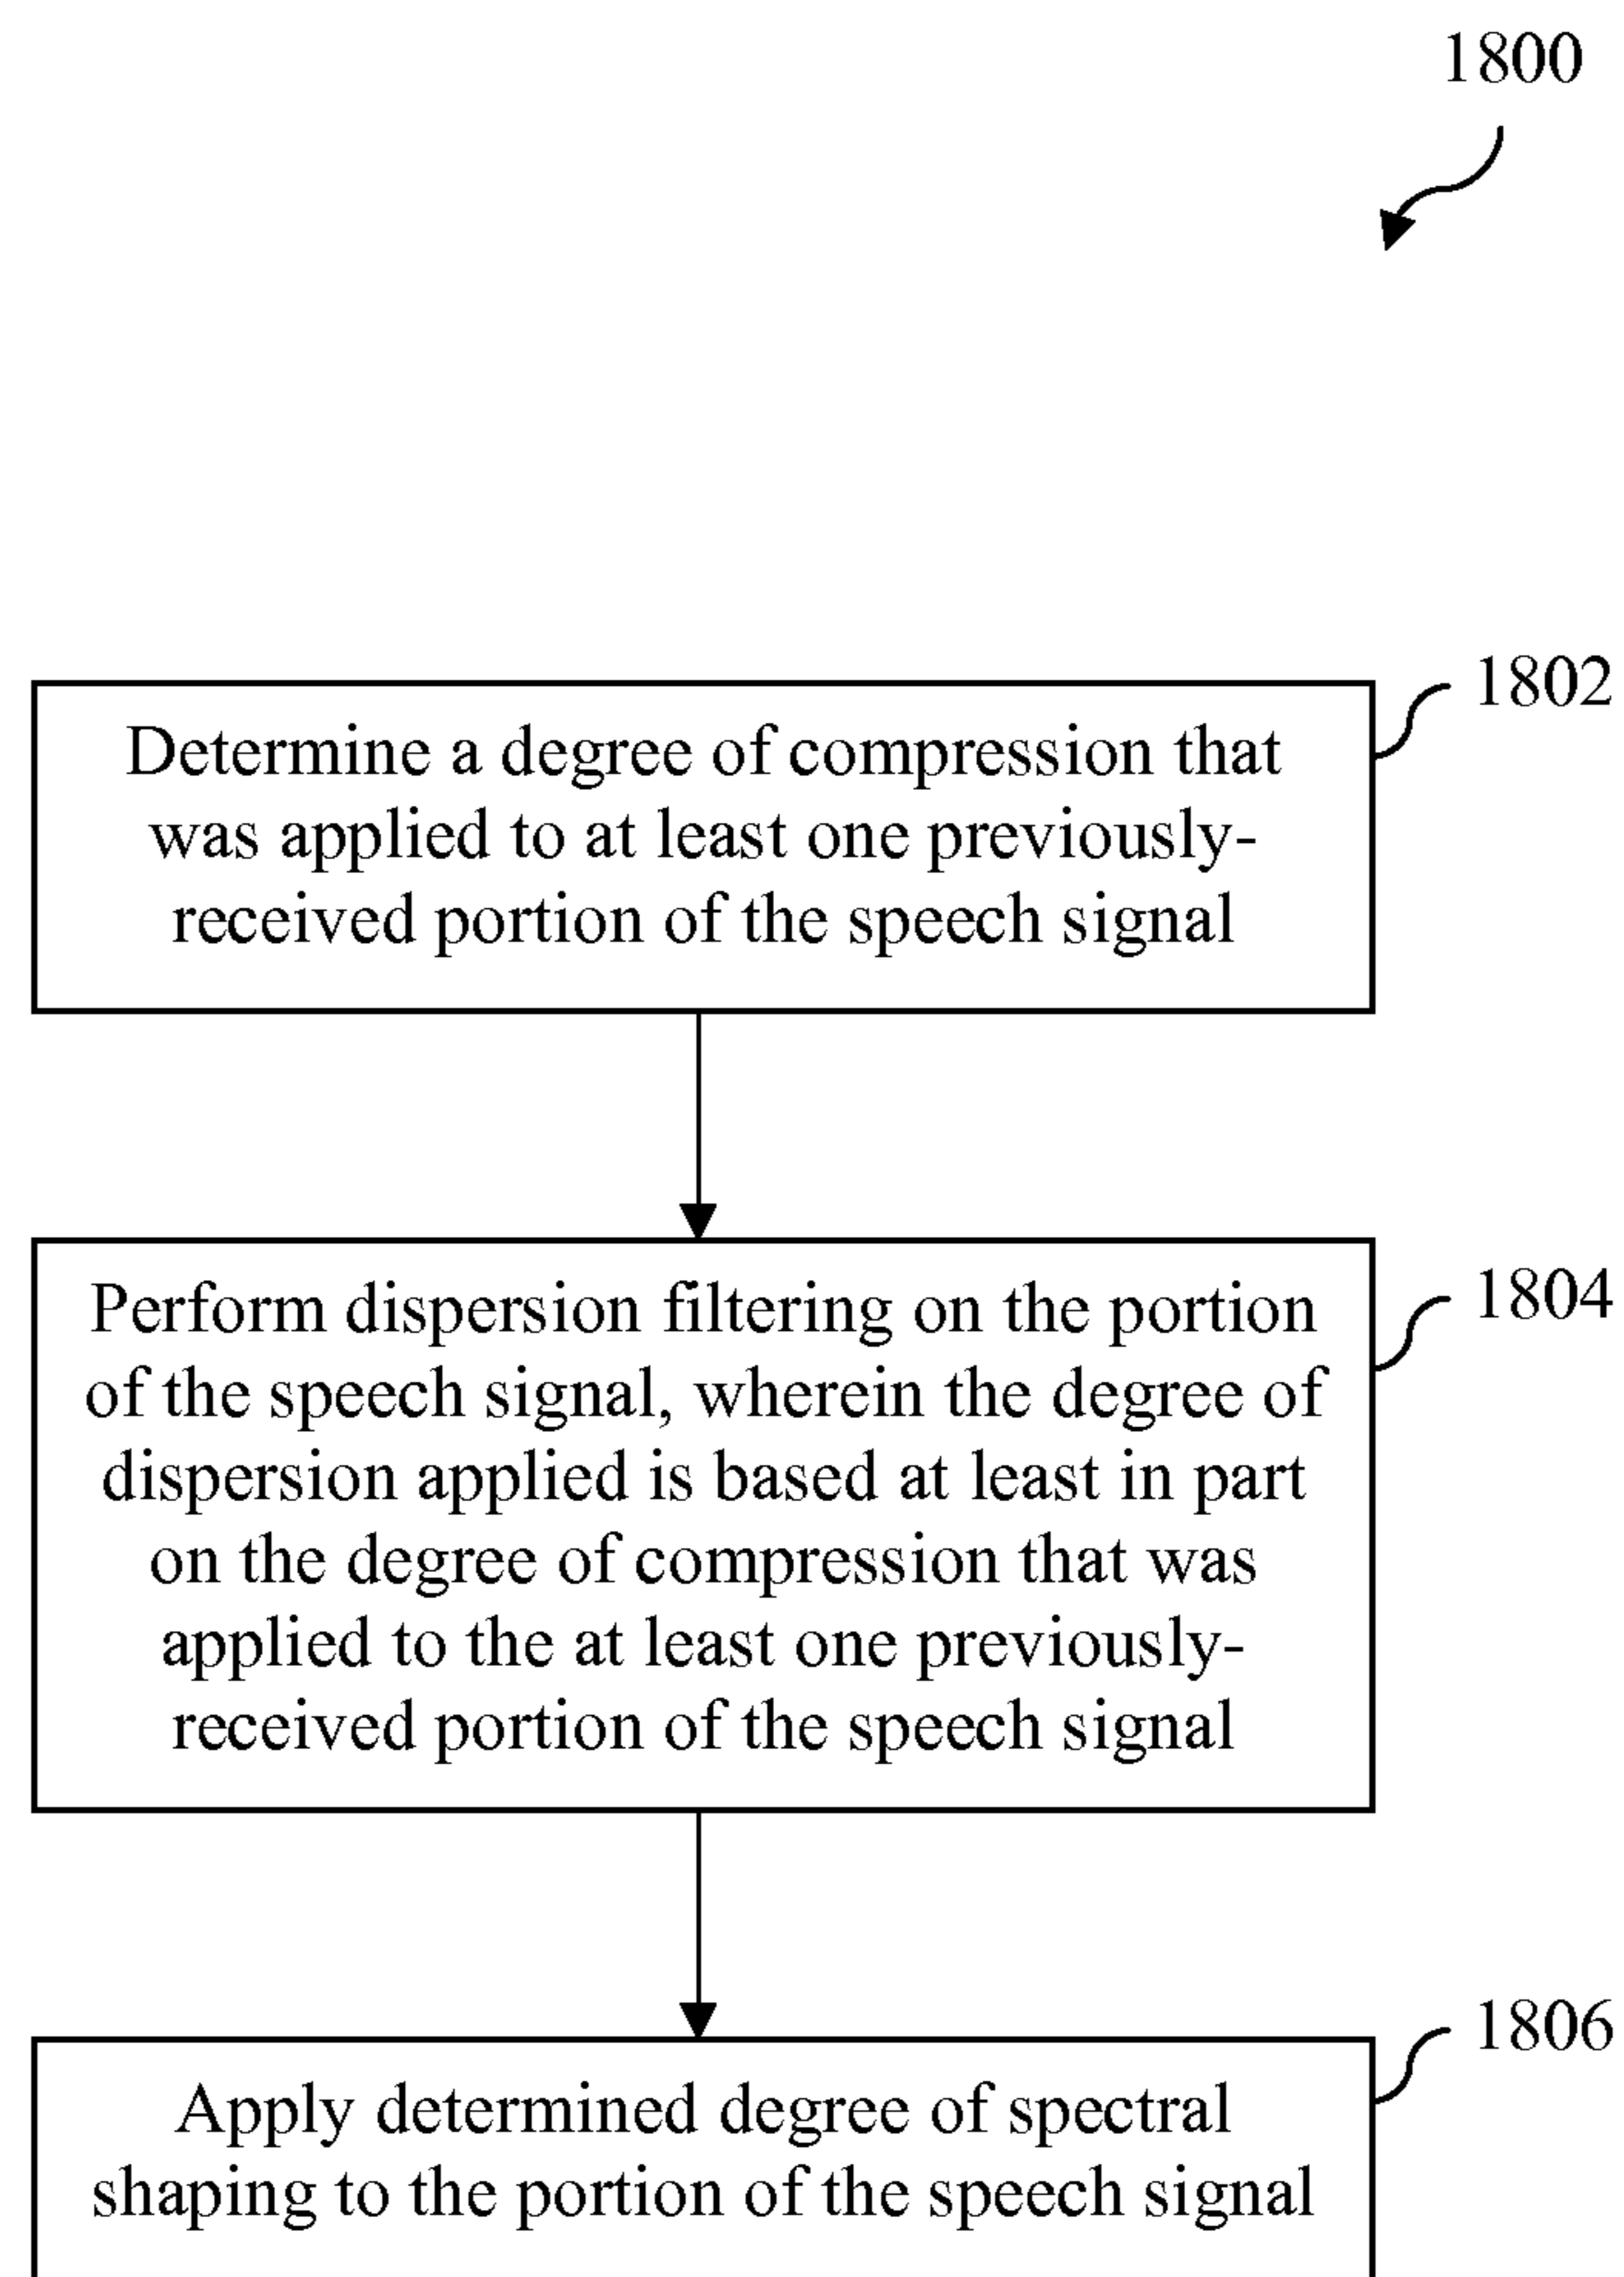 1800
1802
Determine a degree of compression that
was applied to at least one previously-
received portion of the speech signal
1804
Perform dispersion filtering on the portion
of the speech signal, wherein the degree of
dispersion applied is based at least in part
on the degree of compression that was
applied to the at least one previously-
received portion of the speech signal
1806
Apply determined degree of spectral
shaping to the portion of the speech signal